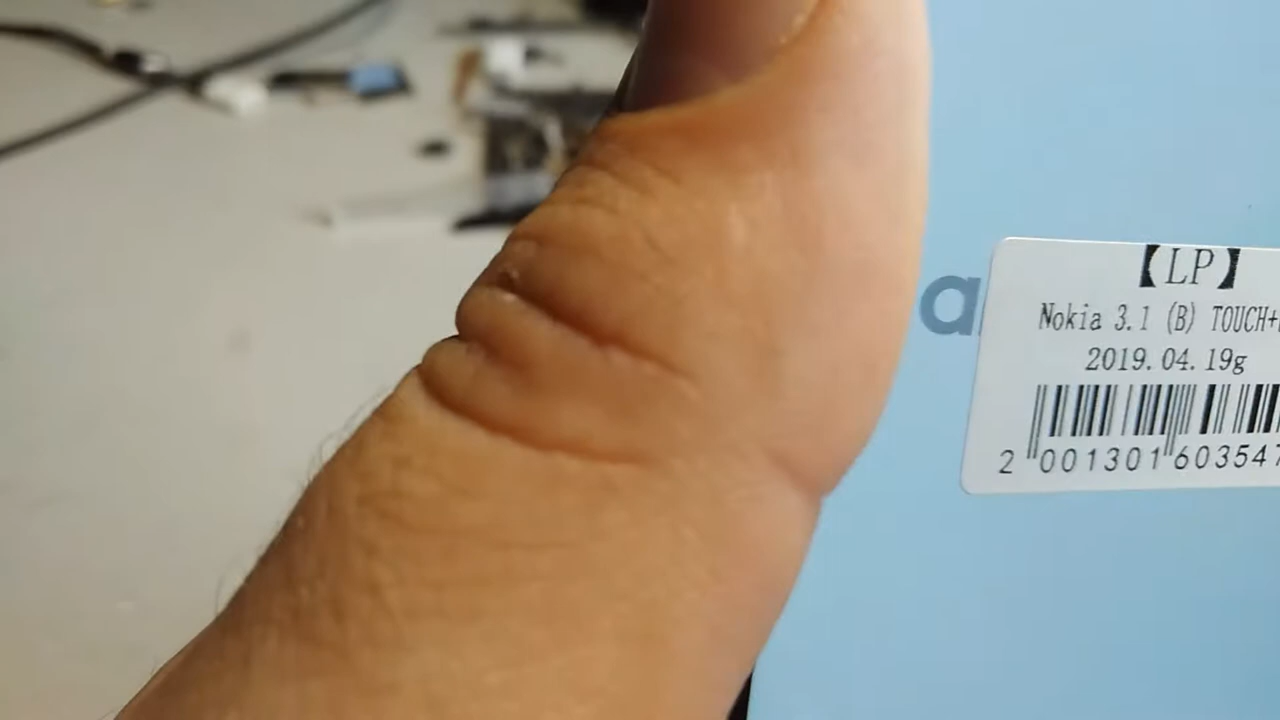 a
【LP】
Nokia 3.1 (B) TOUCH+
2019.04.19g
2 001301 603547